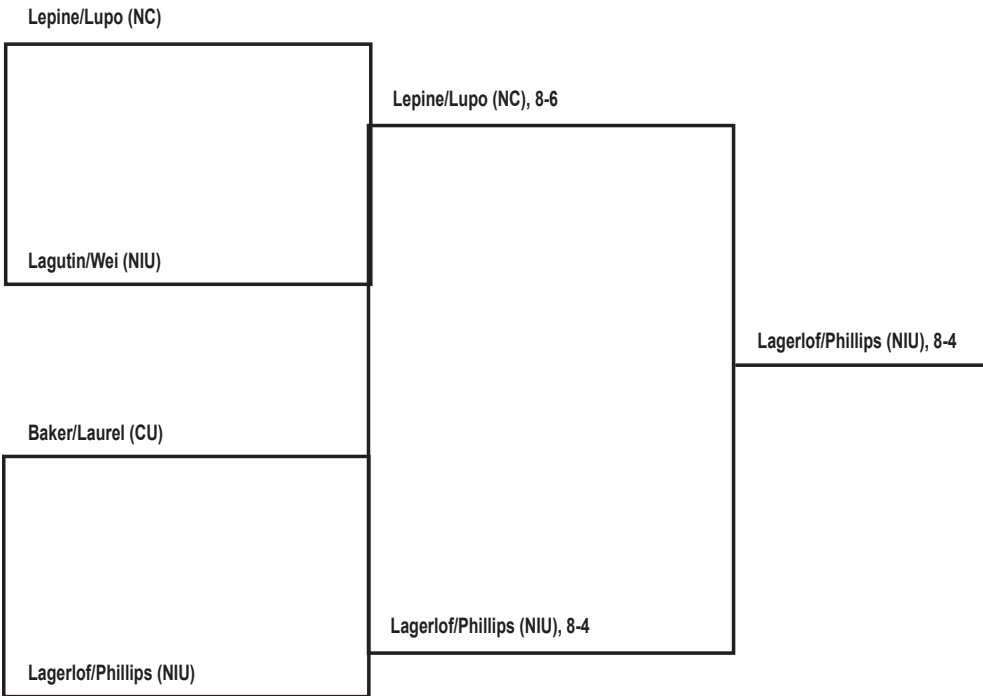 Lepine/Lupo (NC)
Lepine/Lupo (NC), 8-6
Lagutin/Wei (NIU)
Lagerlof/Phillips (NIU), 8-4
Baker/Laurel (CU)
Lagerlof/Phillips (NIU), 8-4
Lagerlof/Phillips (NIU)